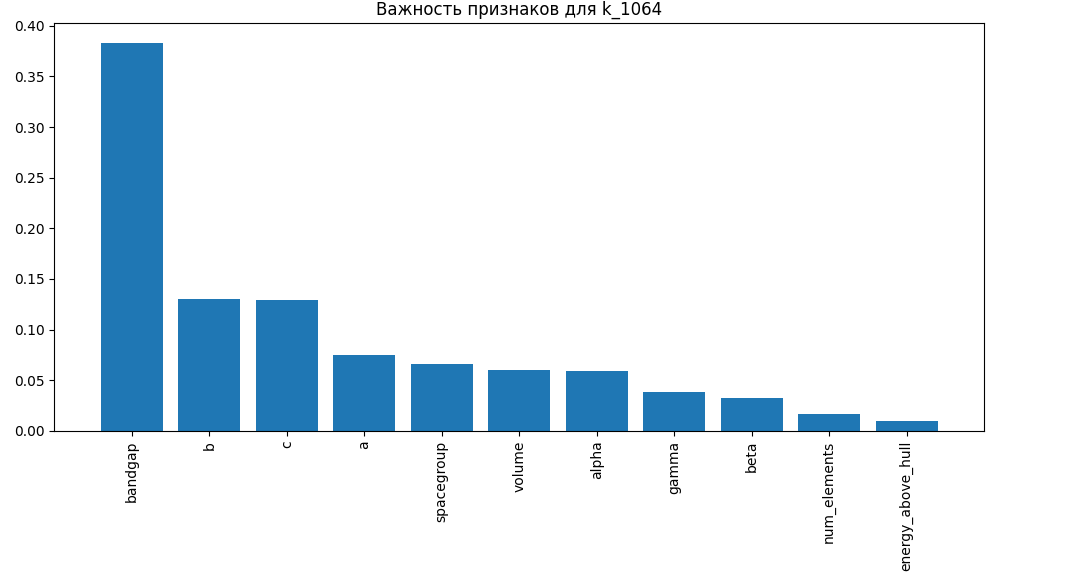 Важность признаков для k_1064
0.40
0.35
0.30
0.25
0.20
0.15
0.10
0.05
0.00
bandgap
b
c
a
spacegroup
volume
alpha
gamma
beta
num_elements
energy_above_hull